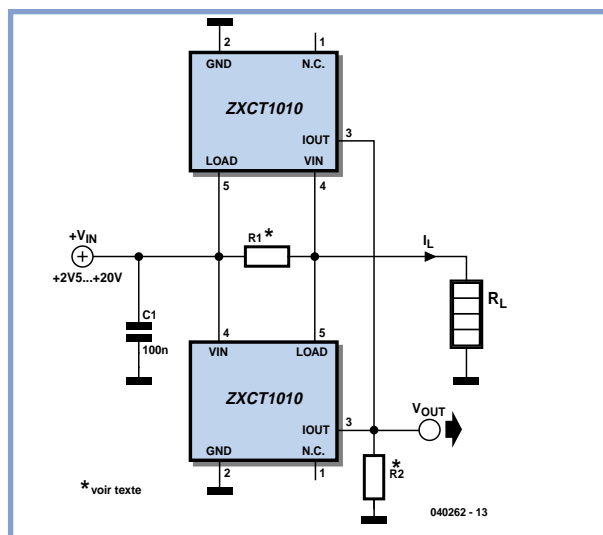 2
1
GND
N.C.
ZXCT1010
IOUT
3
LOAD
VIN
5
4
+VIN
R1*
IL
+2V5...+20V
RL
C1
100n
4
5
VIN
LOAD
ZXCT1010
VOUT
IOUT
3
GND
N.C.
*
R2
2
1
* voir texte
040262 - 13